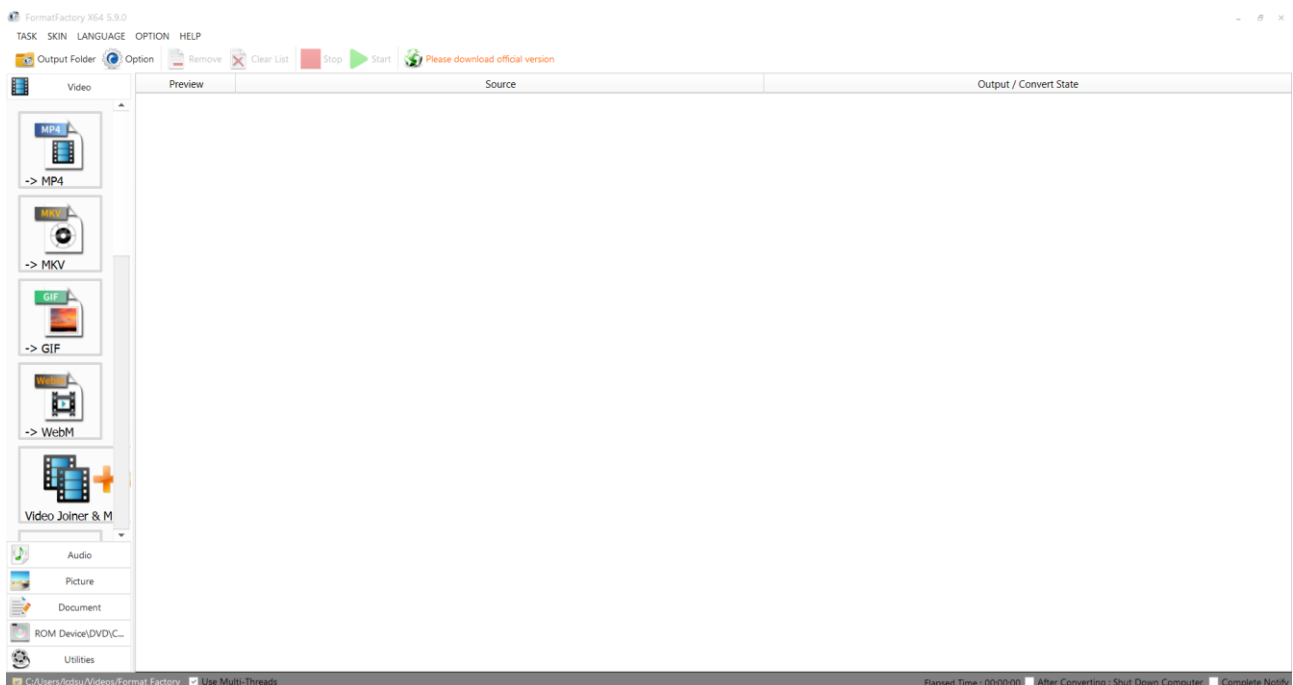 FormatFactory X64 5.9.0
TASK SKIN LANGUAGE OPTION HELP
Output Folder Option Remove Clear List Stop Start Please download official version
Video Preview Source Output / Convert State
MP4
-> MP4
MKV
-> MKV
GIF
-> GIF
WebM
-> WebM
Video Joiner & M
Audio
Picture
Document
ROM Device\DVD\C...
Utilities
C:/Users/lcdsu/Videos/Format Factory Use Multi-Threads Elapsed Time : 00:00:00 After Converting : Shut Down Computer Complete Notify